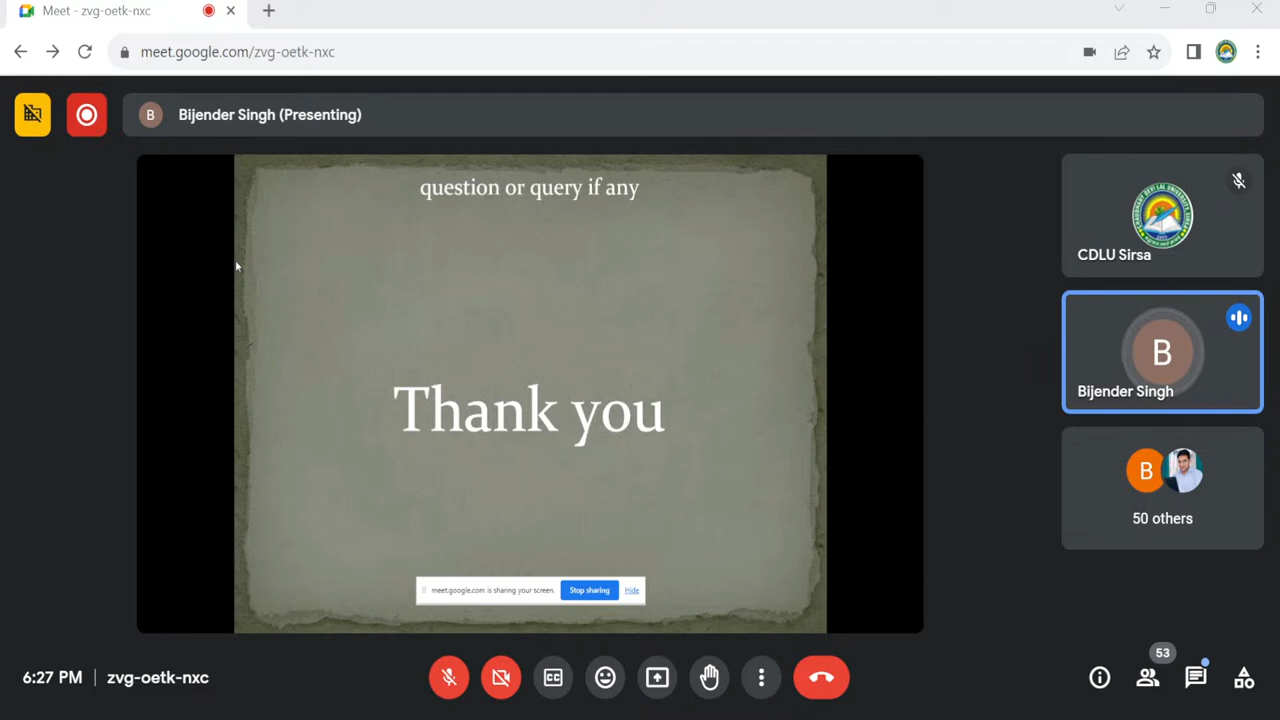 Meet - zvg-oetk-nxc
meet.google.com/zvg-oetk-nxc
B
Bijender Singh (Presenting)
question or query if any
Thank you
meet.google.com is sharing your screen.
Stop sharing
Hide
CDLU Sirsa
B
Bijender Singh
B
50 others
6:27 PM
zvg-oetk-nxc
CC
53